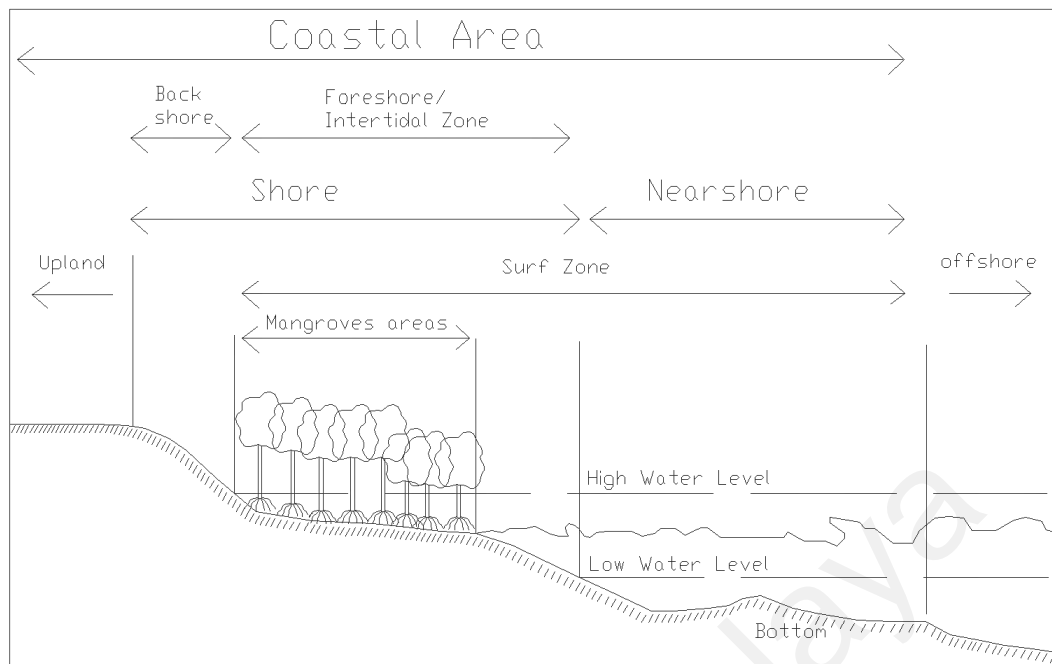 Coastal Area
Back
shore
Foreshore/
Intertidal Zone
Shore
Nearshore
Upland
Surf Zone
offshore
Mangroves areas
High Water Level
Low Water Level
Bottom
laya